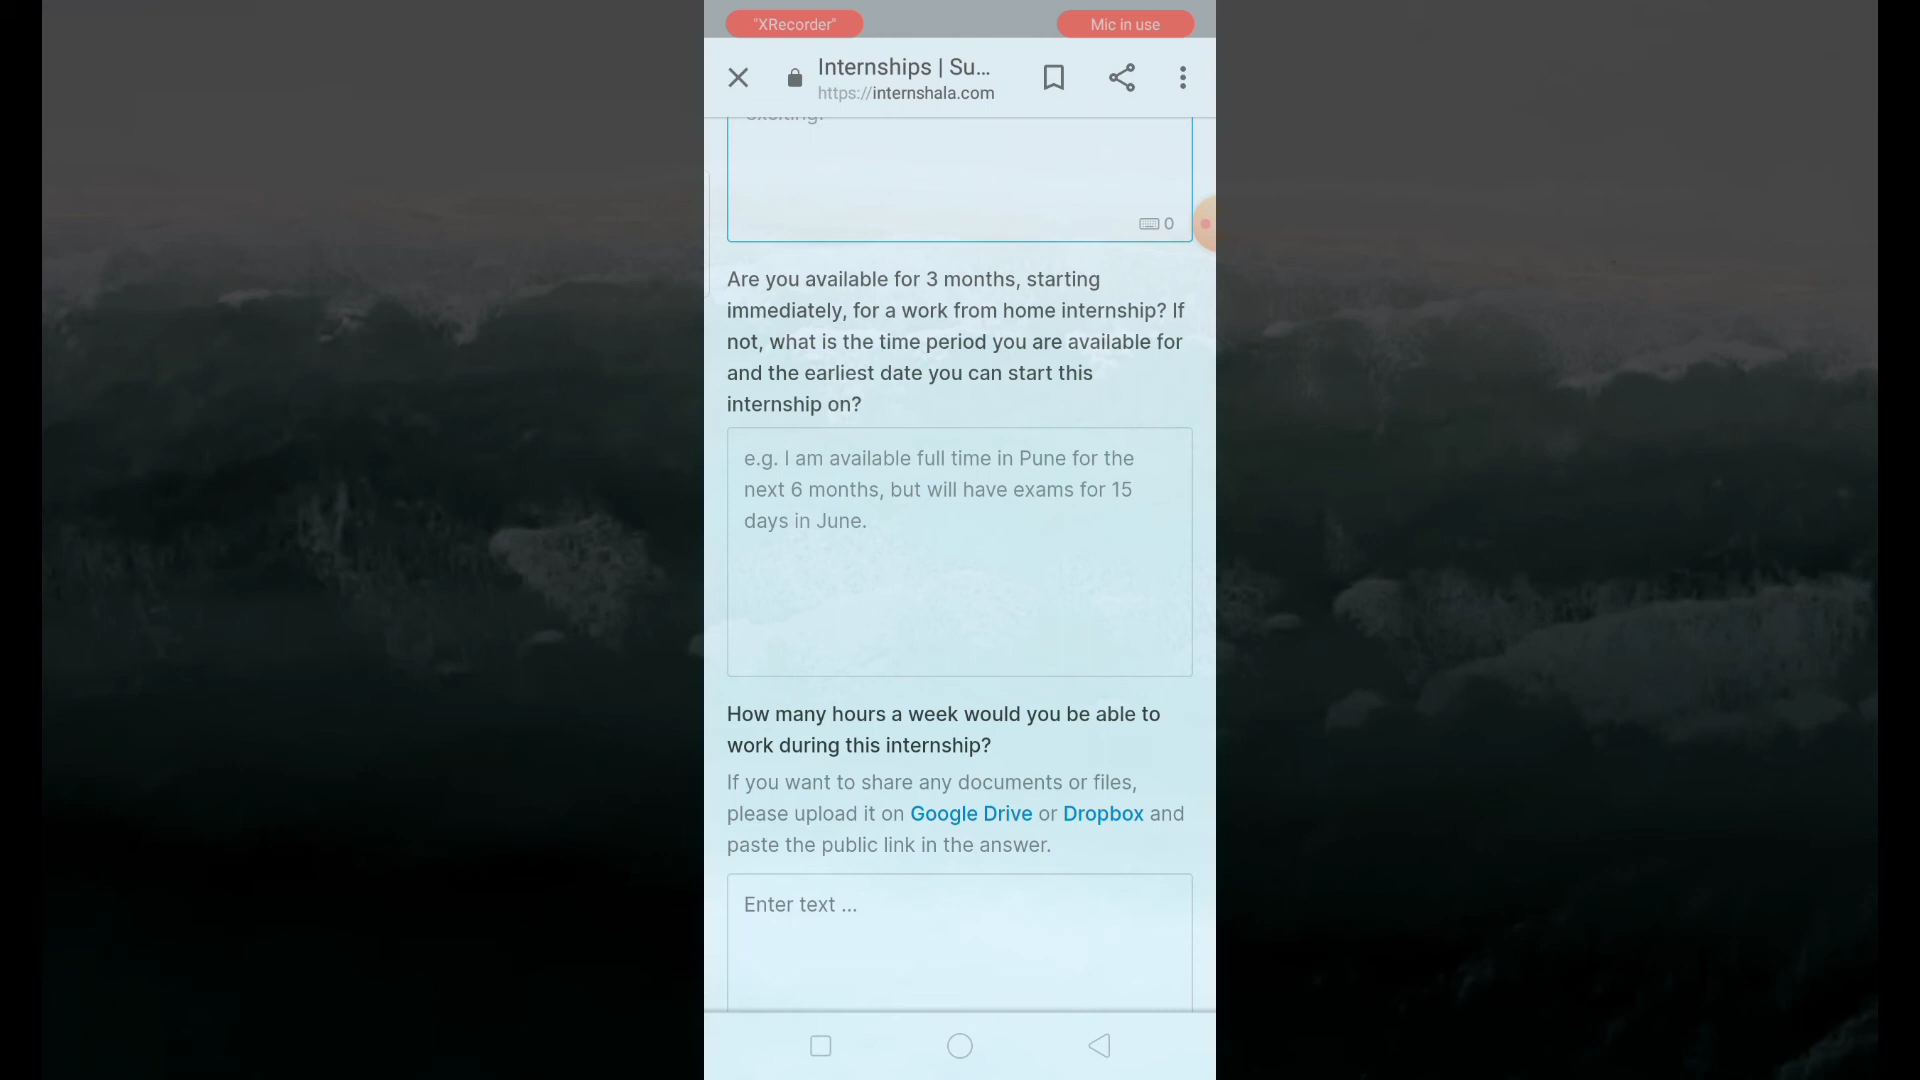 "XRecorder"
Mic in use
Internships | Su...
https://internshala.com
exciting?
0
Are you available for 3 months, starting
immediately, for a work from home internship? If
not, what is the time period you are available for
and the earliest date you can start this
internship on?
e.g. I am available full time in Pune for the
next 6 months, but will have exams for 15
days in June.
How many hours a week would you be able to
work during this internship?
If you want to share any documents or files,
please upload it on Google Drive or Dropbox and
paste the public link in the answer.
Enter text ...